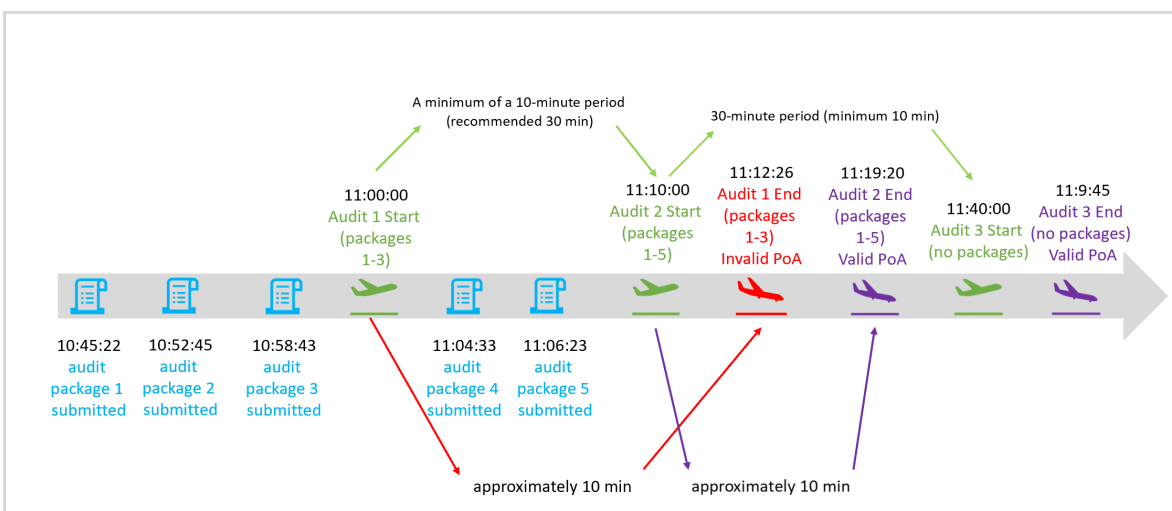 A minimum of a 10-minute period
(recommended 30 min)
30-minute period (minimum 10 min)
11:00:00
Audit 1 Start
(packages
1-3)
11:10:00
Audit 2 Start
(packages
1-5)
11:12:26
Audit 1 End
(packages
1-3)
Invalid PoA
11:19:20
Audit 2 End
(packages
1-5)
Valid PoA
11:40:00
Audit 3 Start
(no packages)
11:9:45
Audit 3 End
(no packages)
Valid PoA
10:45:22
audit
package 1
submitted
10:52:45
audit
package 2
submitted
10:58:43
audit
package 3
submitted
11:04:33
audit
package 4
submitted
11:06:23
audit
package 5
submitted
approximately 10 min
approximately 10 min